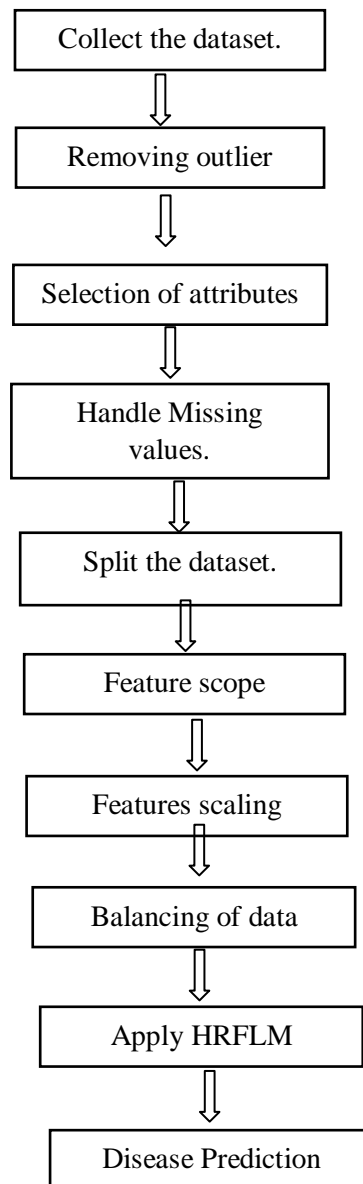 Collect the dataset.
Removing outlier
Selection of attributes
Handle Missing
values.
Split the dataset.
Feature scope
Features scaling
Balancing of data
Apply HRFLM
Disease Prediction